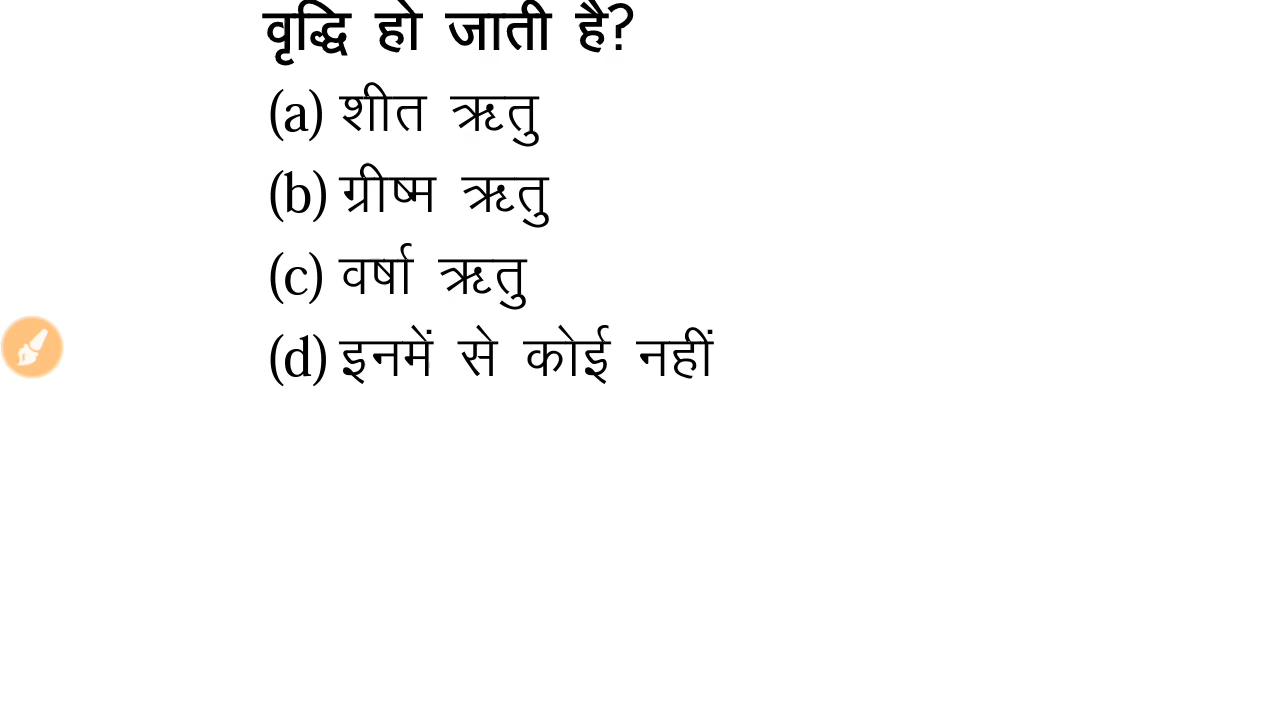 वृद्धि हो जाती है?
(a) शीत ऋतु
(b) ग्रीष्म ऋतु
(c) वर्षा ऋतु
(d) इनमें से कोई नहीं